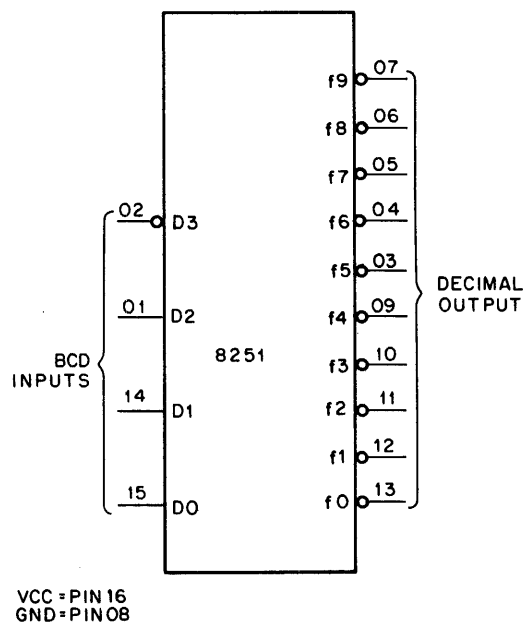 f9 07
f8 06
f7 05
02 D3 f6 04
f5 03
01 D2 f4 09
DECIMAL
OUTPUT
8251
BCD
INPUTS
f3 10
14 D1 f2 11
f1 12
15 D0 f0 13
VCC = PIN 16
GND = PIN 08